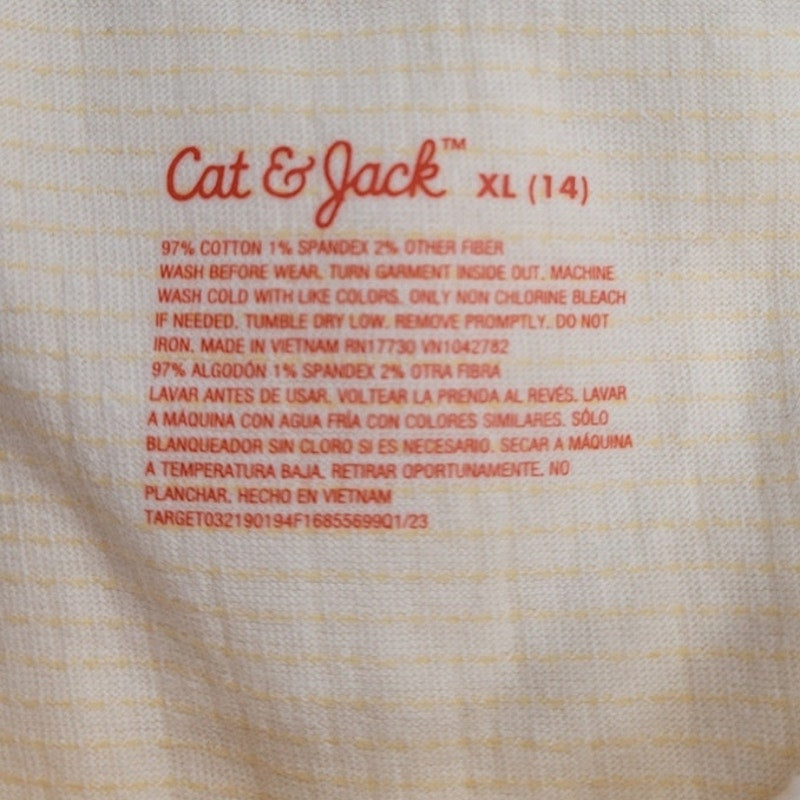 Cat & Jack™ XL (14)
97% COTTON 1% SPANDEX 2% OTHER FIBER
WASH BEFORE WEAR. TURN GARMENT INSIDE OUT. MACHINE
WASH COLD WITH LIKE COLORS. ONLY NON CHLORINE BLEACH
IF NEEDED. TUMBLE DRY LOW. REMOVE PROMPTLY. DO NOT
IRON. MADE IN VIETNAM RN17730 VN1042782
97% ALGODÓN 1% SPANDEX 2% OTRA FIBRA
LAVAR ANTES DE USAR. VOLTEAR LA PRENDA AL REVÉS. LAVAR
A MÁQUINA CON AGUA FRÍA CON COLORES SIMILARES. SÓLO
BLANQUEADOR SIN CLORO SI ES NECESARIO. SECAR A MÁQUINA
A TEMPERATURA BAJA. RETIRAR OPORTUNAMENTE. NO
PLANCHAR. HECHO EN VIETNAM
TARGET032190194F16855699Q1/23